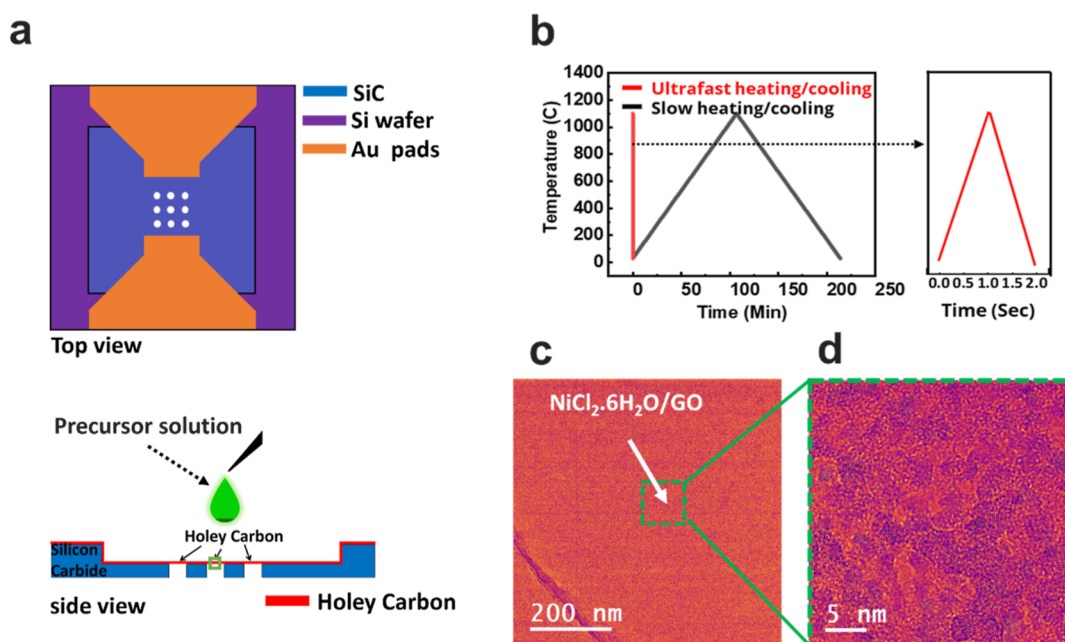 a
SiC
Si wafer
Au pads
Top view
Precursor solution
Holey Carbon
Silicon
Carbide
side view
Holey Carbon
b
1400
1200
1000
800
600
400
200
0
Temperature (C)
Ultrafast heating/cooling
Slow heating/cooling
0 50 100 150 200 250
Time (Min)
0.0 0.5 1.0 1.5 2.0
Time (Sec)
c
NiCl₂.6H₂O/GO
200 nm
d
5 nm